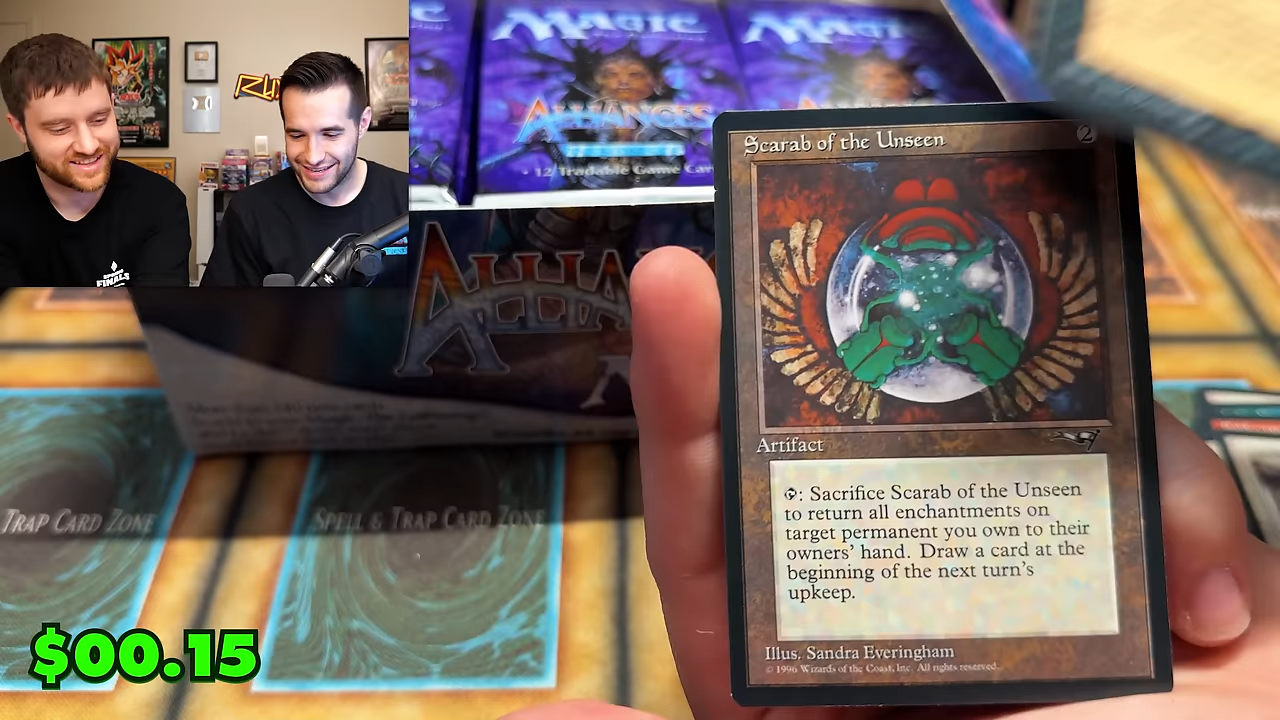 MAGIC
MAGIC
ALLIANCES
• 12 Tradable Game Car
FINALS
ALLIAN
Scarab of the Unseen
2
Artifact
: Sacrifice Scarab of the Unseen
to return all enchantments on
target permanent you own to their
owners' hand. Draw a card at the
beginning of the next turn's
upkeep.
Illus. Sandra Everingham
© 1996 Wizards of the Coast, Inc. All rights reserved.
TRAP CARD ZONE
SPELL & TRAP CARD ZONE
$00.15